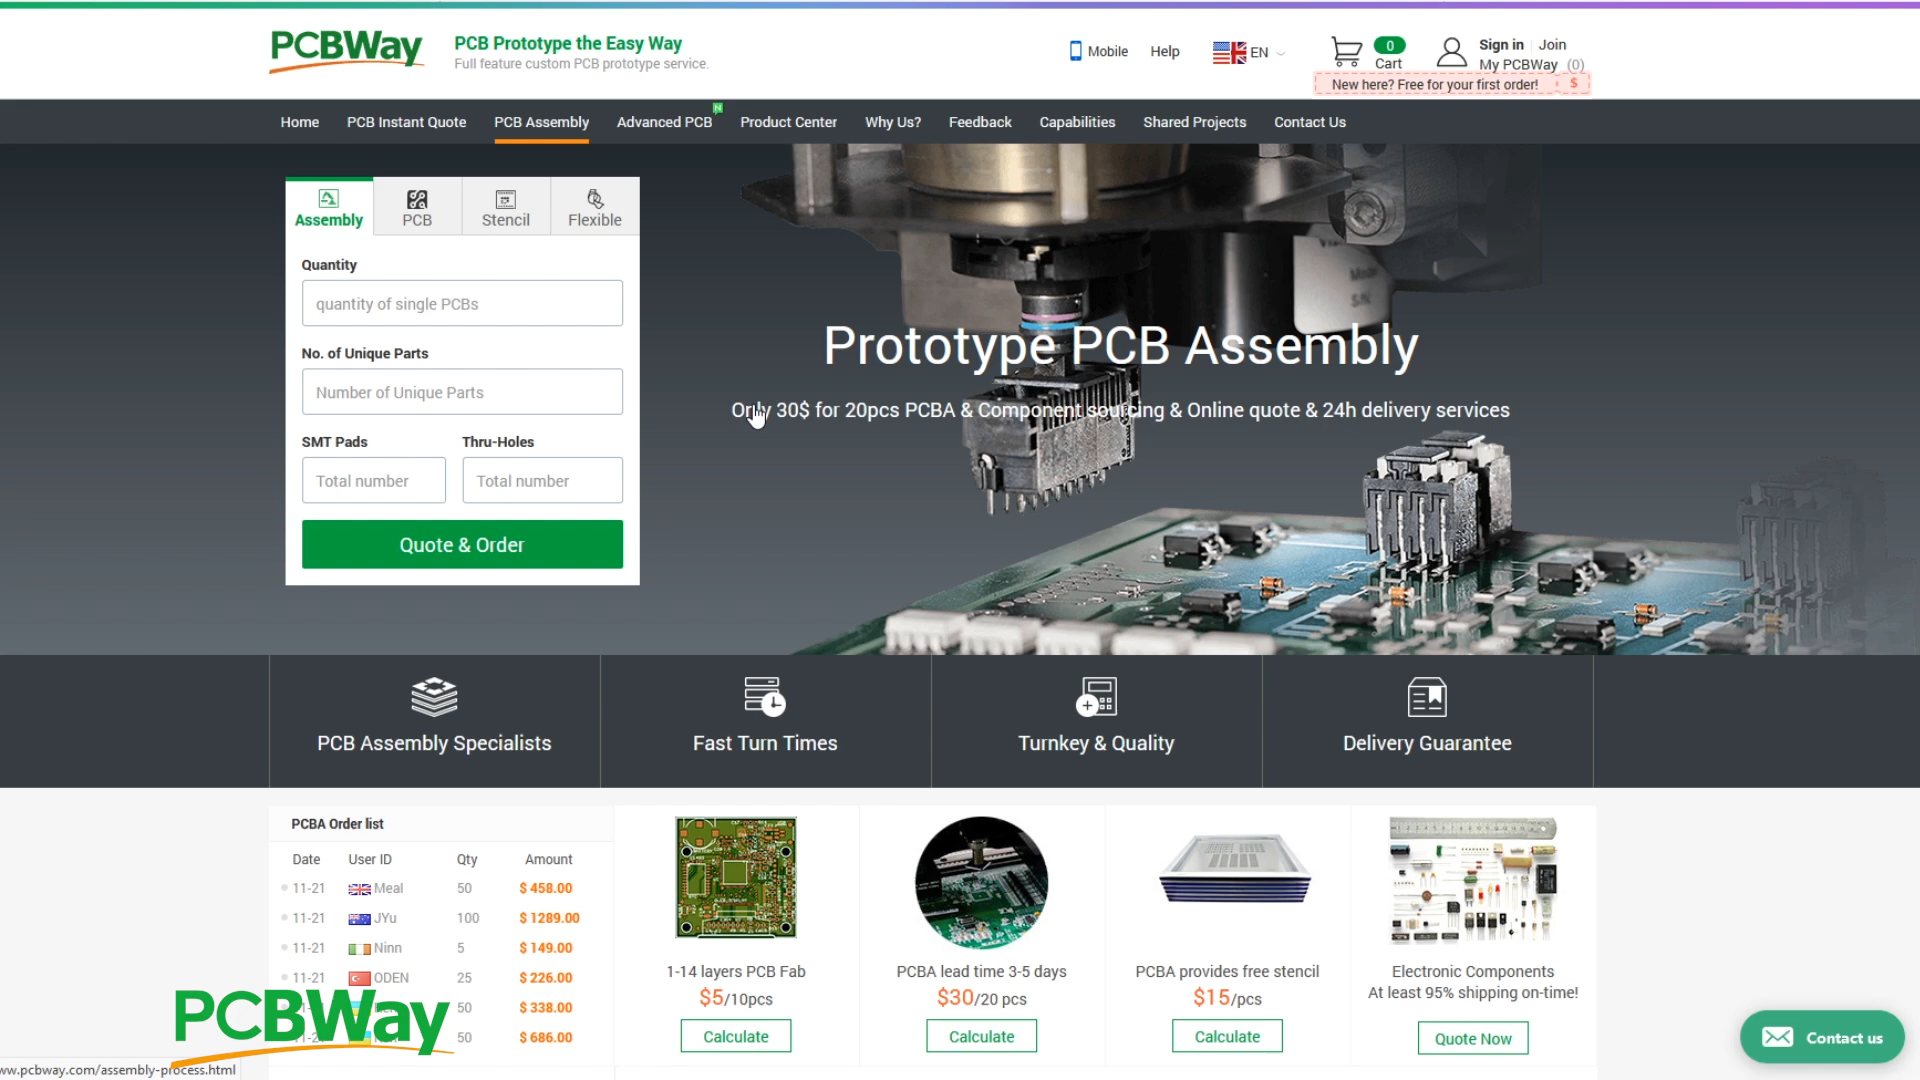 PCBWay
PCB Prototype the Easy Way
Full feature custom PCB prototype service.
Mobile
Help
EN
0
Cart
Sign in | Join
My PCBWay (0)
New here? Free for your first order! $
Home
PCB Instant Quote
PCB Assembly
Advanced PCB
N
Product Center
Why Us?
Feedback
Capabilities
Shared Projects
Contact Us
Assembly
PCB
Stencil
Flexible
Quantity
quantity of single PCBs
No. of Unique Parts
Number of Unique Parts
SMT Pads
Thru-Holes
Total number
Total number
Quote & Order
Prototype PCB Assembly
Only 30$ for 20pcs PCBA & Component sourcing & Online quote & 24h delivery services
PCB Assembly Specialists
Fast Turn Times
Turnkey & Quality
Delivery Guarantee
PCBA Order list
Date User ID Qty Amount
11-21 Meal 50 $ 458.00
11-21 JYu 100 $ 1289.00
11-21 Ninn 5 $ 149.00
11-21 ODEN 25 $ 226.00
50 $ 338.00
50 $ 686.00
1-14 layers PCB Fab
$5/10pcs
Calculate
PCBA lead time 3-5 days
$30/20 pcs
Calculate
PCBA provides free stencil
$15/pcs
Calculate
Electronic Components
At least 95% shipping on-time!
Quote Now
Contact us
PCBWay
ww.pcbway.com/assembly-process.html